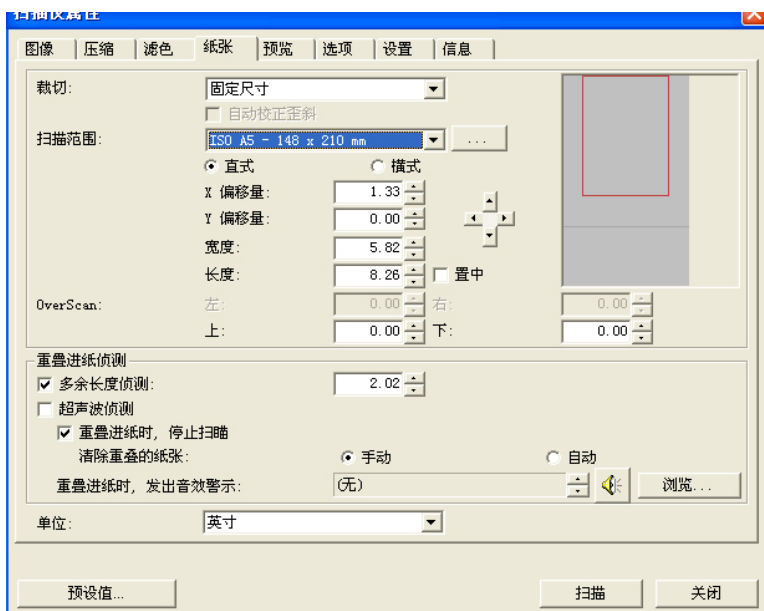 扫描仪属性
图像 压缩 滤色 纸张 预览 选项 设置 信息
裁切: 固定尺寸
自动校正歪斜
扫描范围: ISO A5 - 148 x 210 mm ...
直式 横式
X 偏移量: 1.33
Y 偏移量: 0.00
宽度: 5.82
长度: 8.26 置中
OverScan: 左: 0.00 右: 0.00
上: 0.00 下: 0.00
重叠进纸侦测
多余长度侦测: 2.02
超声波侦测
重叠进纸时, 停止扫瞄
清除重叠的纸张: 手动 自动
重叠进纸时, 发出音效警示: (无) 浏览...
单位: 英寸
预设值... 扫描 关闭